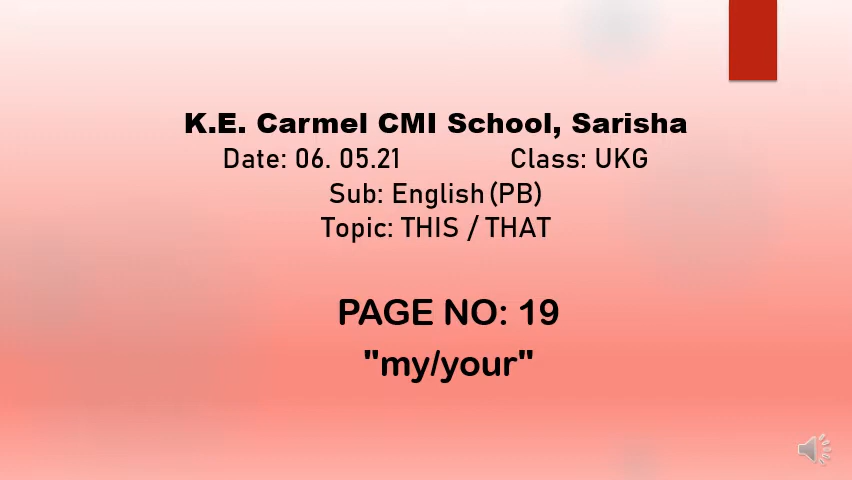 K.E. Carmel CMI School, Sarisha
Date: 06. 05.21 Class: UKG
Sub: English (PB)
Topic: THIS / THAT
PAGE NO: 19
"my/your"